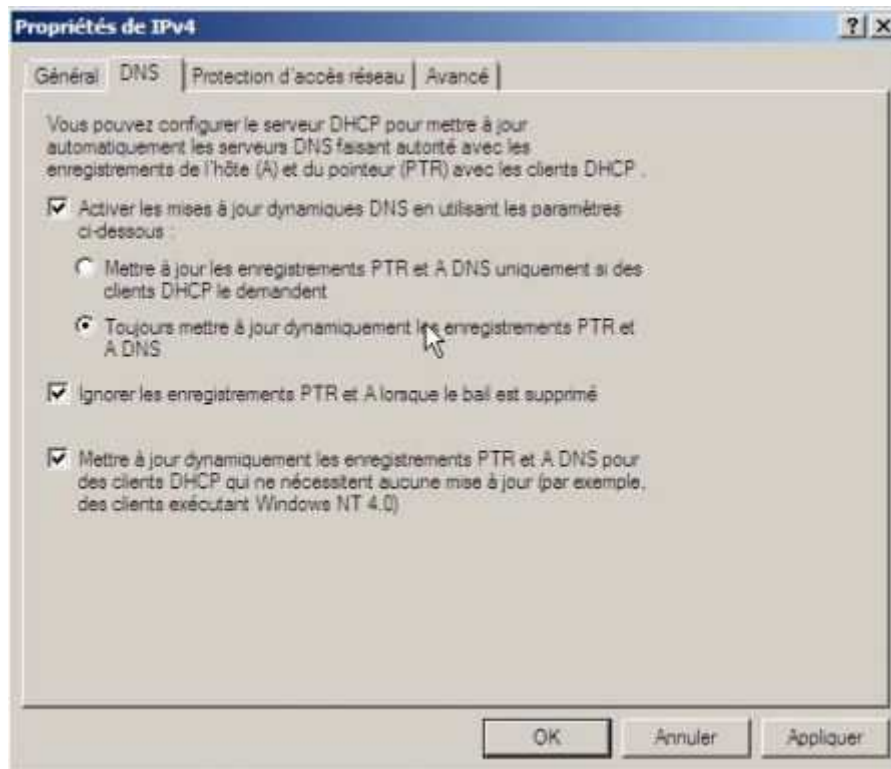 Propriétés de IPv4
Général DNS Protection d'accès réseau Avancé
Vous pouvez configurer le serveur DHCP pour mettre à jour
automatiquement les serveurs DNS faisant autorité avec les
enregistrements de l'hôte (A) et du pointeur (PTR) avec les clients DHCP .
Activer les mises à jour dynamiques DNS en utilisant les paramètres
ci-dessous :
Mettre à jour les enregistrements PTR et A DNS uniquement si des
clients DHCP le demandent
Toujours mettre à jour dynamiquement les enregistrements PTR et
A DNS
Ignorer les enregistrements PTR et A lorsque le bail est supprimé
Mettre à jour dynamiquement les enregistrements PTR et A DNS pour
des clients DHCP qui ne nécessitent aucune mise à jour (par exemple,
des clients exécutant Windows NT 4.0)
OK Annuler Appliquer